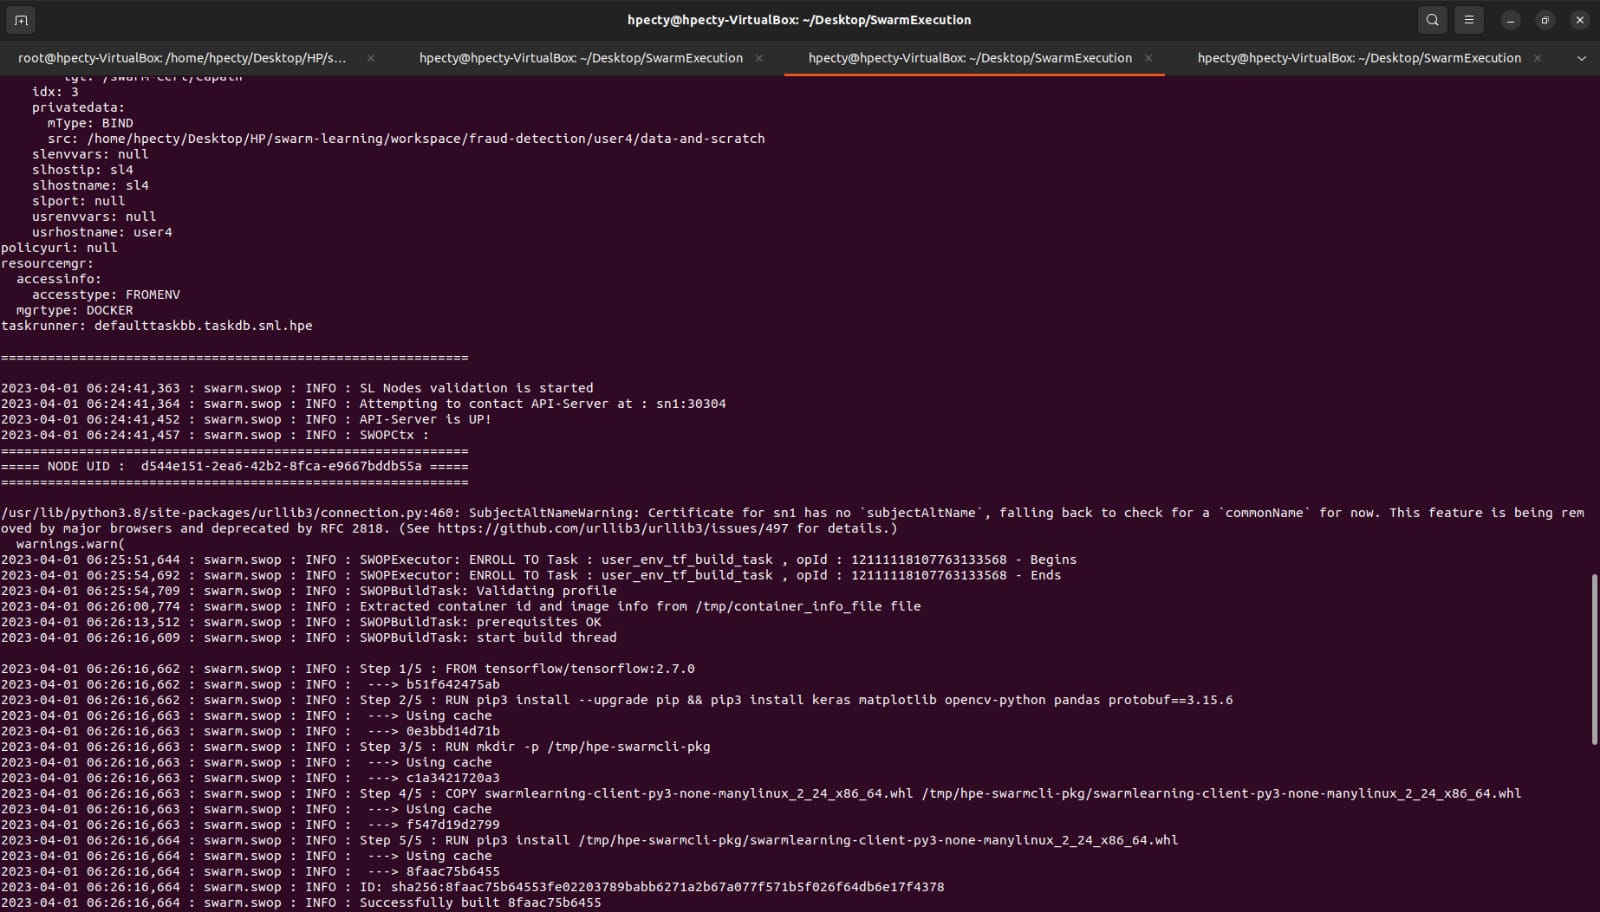 hpecty@hpecty-VirtualBox: ~/Desktop/SwarmExecution
root@hpecty-VirtualBox: /home/hpecty/Desktop/HP/s...
hpecty@hpecty-VirtualBox: ~/Desktop/SwarmExecution
hpecty@hpecty-VirtualBox: ~/Desktop/SwarmExecution
hpecty@hpecty-VirtualBox: ~/Desktop/SwarmExecution
tgt: /swarm-cert/capath
idx: 3
privatedata:
mType: BIND
src: /home/hpecty/Desktop/HP/swarm-learning/workspace/fraud-detection/user4/data-and-scratch
slenvvars: null
slhostip: sl4
slhostname: sl4
slport: null
usrenvvars: null
usrhostname: user4
policyuri: null
resourcemgr:
accessinfo:
accesstype: FROMENV
mgrtype: DOCKER
taskrunner: defaulttaskbb.taskdb.sml.hpe
============================================================
2023-04-01 06:24:41,363 : swarm.swop : INFO : SL Nodes validation is started
2023-04-01 06:24:41,364 : swarm.swop : INFO : Attempting to contact API-Server at : sn1:30304
2023-04-01 06:24:41,452 : swarm.swop : INFO : API-Server is UP!
2023-04-01 06:24:41,457 : swarm.swop : INFO : SWOPCtx :
============================================================
===== NODE UID :  d544e151-2ea6-42b2-8fca-e9667bddb55a =====
============================================================
/usr/lib/python3.8/site-packages/urllib3/connection.py:460: SubjectAltNameWarning: Certificate for sn1 has no `subjectAltName`, falling back to check for a `commonName` for now. This feature is being rem
oved by major browsers and deprecated by RFC 2818. (See https://github.com/urllib3/urllib3/issues/497 for details.)
warnings.warn(
2023-04-01 06:25:51,644 : swarm.swop : INFO : SWOPExecutor: ENROLL TO Task : user_env_tf_build_task , opId : 12111118107763133568 - Begins
2023-04-01 06:25:54,692 : swarm.swop : INFO : SWOPExecutor: ENROLL TO Task : user_env_tf_build_task , opId : 12111118107763133568 - Ends
2023-04-01 06:25:54,709 : swarm.swop : INFO : SWOPBuildTask: Validating profile
2023-04-01 06:26:00,774 : swarm.swop : INFO : Extracted container id and image info from /tmp/container_info_file file
2023-04-01 06:26:13,512 : swarm.swop : INFO : SWOPBuildTask: prerequisites OK
2023-04-01 06:26:16,609 : swarm.swop : INFO : SWOPBuildTask: start build thread
2023-04-01 06:26:16,662 : swarm.swop : INFO : Step 1/5 : FROM tensorflow/tensorflow:2.7.0
2023-04-01 06:26:16,662 : swarm.swop : INFO :  ---> b51f642475ab
2023-04-01 06:26:16,662 : swarm.swop : INFO : Step 2/5 : RUN pip3 install --upgrade pip && pip3 install keras matplotlib opencv-python pandas protobuf==3.15.6
2023-04-01 06:26:16,663 : swarm.swop : INFO :  ---> Using cache
2023-04-01 06:26:16,663 : swarm.swop : INFO :  ---> 0e3bbd14d71b
2023-04-01 06:26:16,663 : swarm.swop : INFO : Step 3/5 : RUN mkdir -p /tmp/hpe-swarmcli-pkg
2023-04-01 06:26:16,663 : swarm.swop : INFO :  ---> Using cache
2023-04-01 06:26:16,663 : swarm.swop : INFO :  ---> c1a3421720a3
2023-04-01 06:26:16,663 : swarm.swop : INFO : Step 4/5 : COPY swarmlearning-client-py3-none-manylinux_2_24_x86_64.whl /tmp/hpe-swarmcli-pkg/swarmlearning-client-py3-none-manylinux_2_24_x86_64.whl
2023-04-01 06:26:16,663 : swarm.swop : INFO :  ---> Using cache
2023-04-01 06:26:16,663 : swarm.swop : INFO :  ---> f547d19d2799
2023-04-01 06:26:16,664 : swarm.swop : INFO : Step 5/5 : RUN pip3 install /tmp/hpe-swarmcli-pkg/swarmlearning-client-py3-none-manylinux_2_24_x86_64.whl
2023-04-01 06:26:16,664 : swarm.swop : INFO :  ---> Using cache
2023-04-01 06:26:16,664 : swarm.swop : INFO :  ---> 8faac75b6455
2023-04-01 06:26:16,664 : swarm.swop : INFO : ID: sha256:8faac75b64553fe02203789babb6271a2b67a077f571b5f026f64db6e17f4378
2023-04-01 06:26:16,664 : swarm.swop : INFO : Successfully built 8faac75b6455